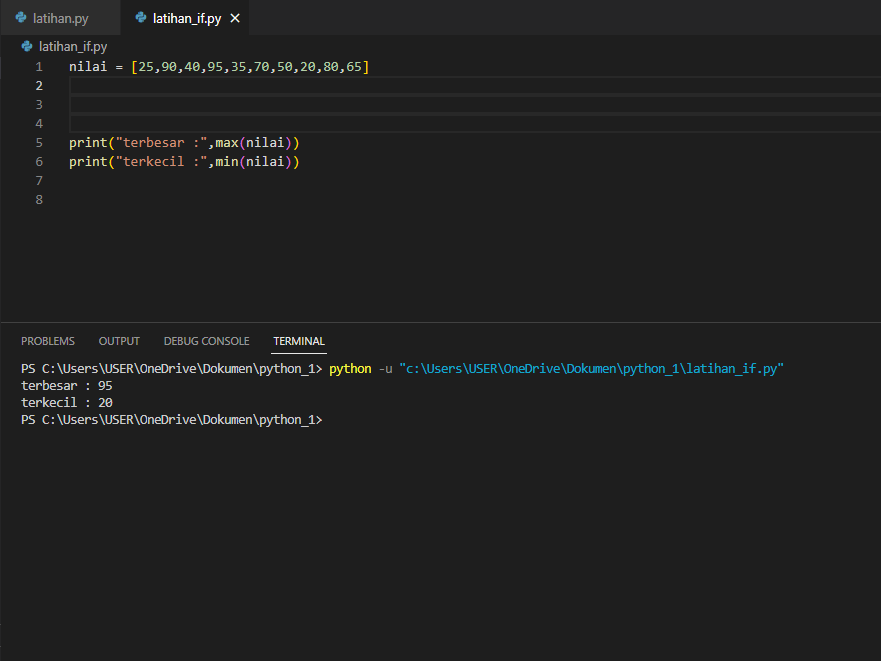 latihan.py latihan_if.py ×
latihan_if.py
1 nilai = [25,90,40,95,35,70,50,20,80,65]
2
3
4
5 print("terbesar :",max(nilai))
6 print("terkecil :",min(nilai))
7
8
PROBLEMS OUTPUT DEBUG CONSOLE TERMINAL
PS C:\Users\USER\OneDrive\Dokumen\python_1> python -u "c:\Users\USER\OneDrive\Dokumen\python_1\latihan_if.py"
terbesar : 95
terkecil : 20
PS C:\Users\USER\OneDrive\Dokumen\python_1>